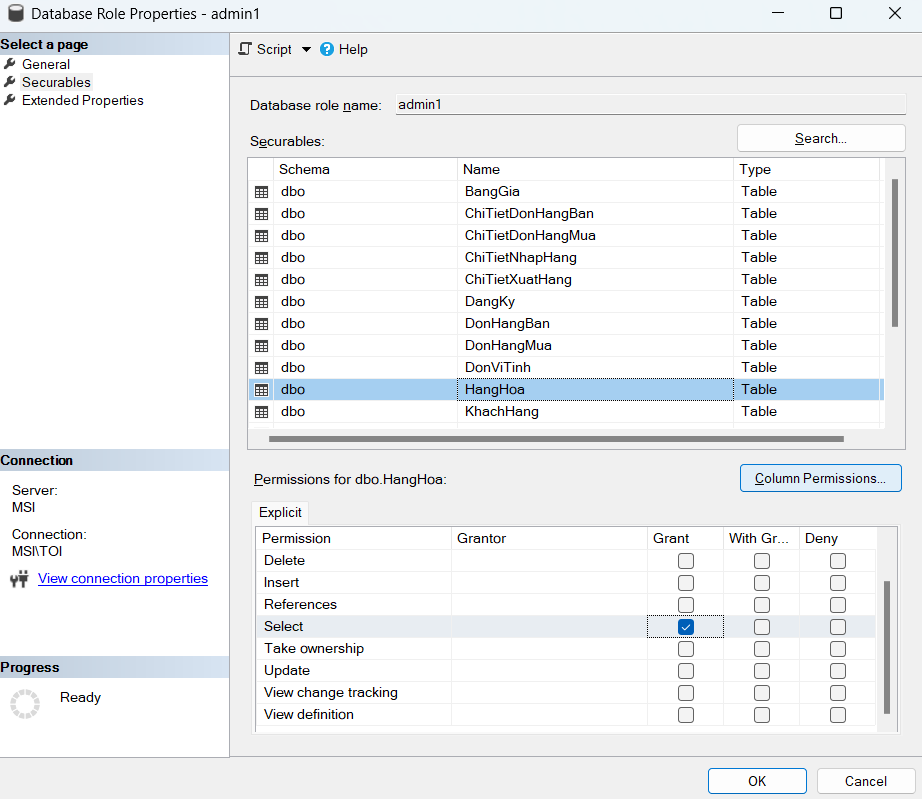 Database Role Properties - admin1
Select a page
General
Securables
Extended Properties
Script
Help
Database role name: admin1
Securables:
Search...
Schema Name Type
dbo BangGia Table
dbo ChiTietDonHangBan Table
dbo ChiTietDonHangMua Table
dbo ChiTietNhapHang Table
dbo ChiTietXuatHang Table
dbo DangKy Table
dbo DonHangBan Table
dbo DonHangMua Table
dbo DonViTinh Table
dbo HangHoa Table
dbo KhachHang Table
Connection
Server:
MSI
Connection:
MSI\TOI
View connection properties
Permissions for dbo.HangHoa:
Column Permissions...
Explicit
Permission Grantor Grant With Gr... Deny
Delete
Insert
References
Select
Take ownership
Update
View change tracking
View definition
Progress
Ready
OK
Cancel